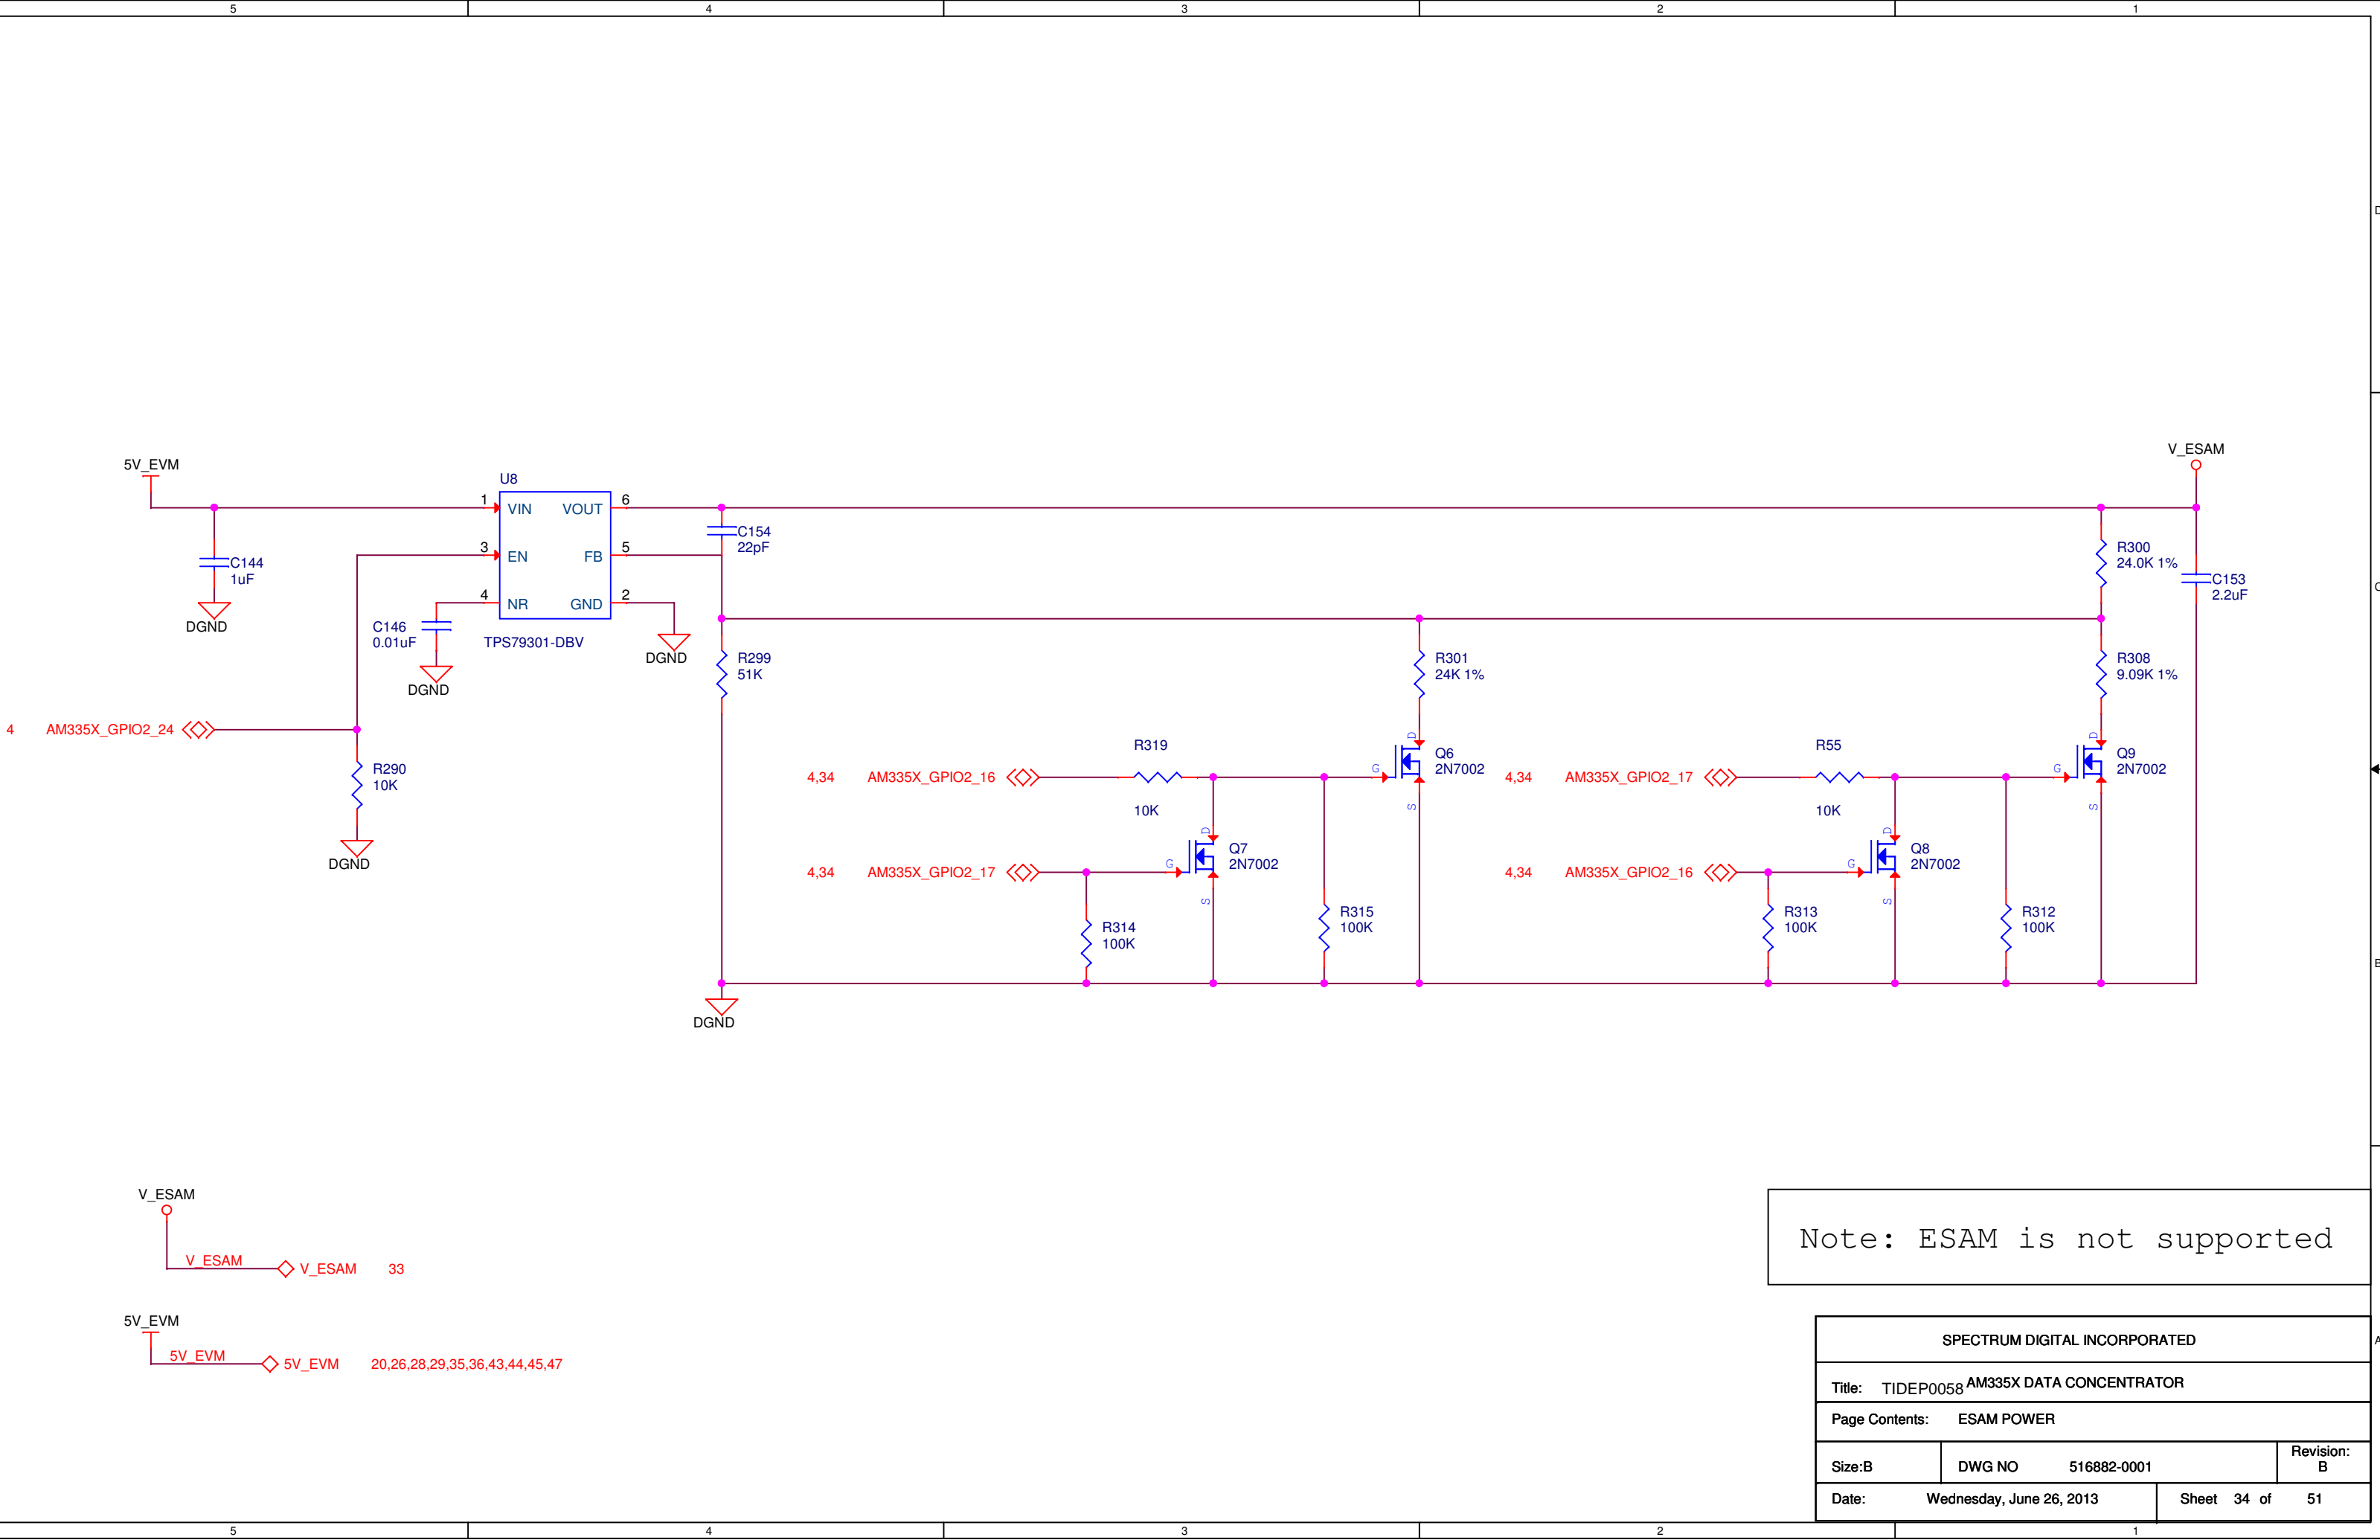 5 4 3 2 1
D
V_ESAM
5V_EVM
U8
1 VIN VOUT 6
C154
22pF
3 EN FB 5
R300
24.0K 1%
C144
1uF
C153
2.2uF
C
4 NR GND 2
DGND
C146
0.01uF
TPS79301-DBV
DGND
DGND
R299
51K
R301
24K 1%
R308
9.09K 1%
4 AM335X_GPIO2_24
R290
10K
DGND
R319
10K
4,34 AM335X_GPIO2_16
G D S
Q6
2N7002
R55
10K
4,34 AM335X_GPIO2_17
G D S
Q9
2N7002
4,34 AM335X_GPIO2_17
G D S
Q7
2N7002
4,34 AM335X_GPIO2_16
G D S
Q8
2N7002
R314
100K
R315
100K
R313
100K
R312
100K
B
DGND
V_ESAM
V_ESAM V_ESAM 33
5V_EVM
5V_EVM 5V_EVM 20,26,28,29,35,36,43,44,45,47
Note: ESAM is not supported
A
SPECTRUM DIGITAL INCORPORATED
Title: TIDEP0058 AM335X DATA CONCENTRATOR
Page Contents: ESAM POWER
Size:B DWG NO 516882-0001 Revision: B
Date: Wednesday, June 26, 2013 Sheet 34 of 51
5 4 3 2 1